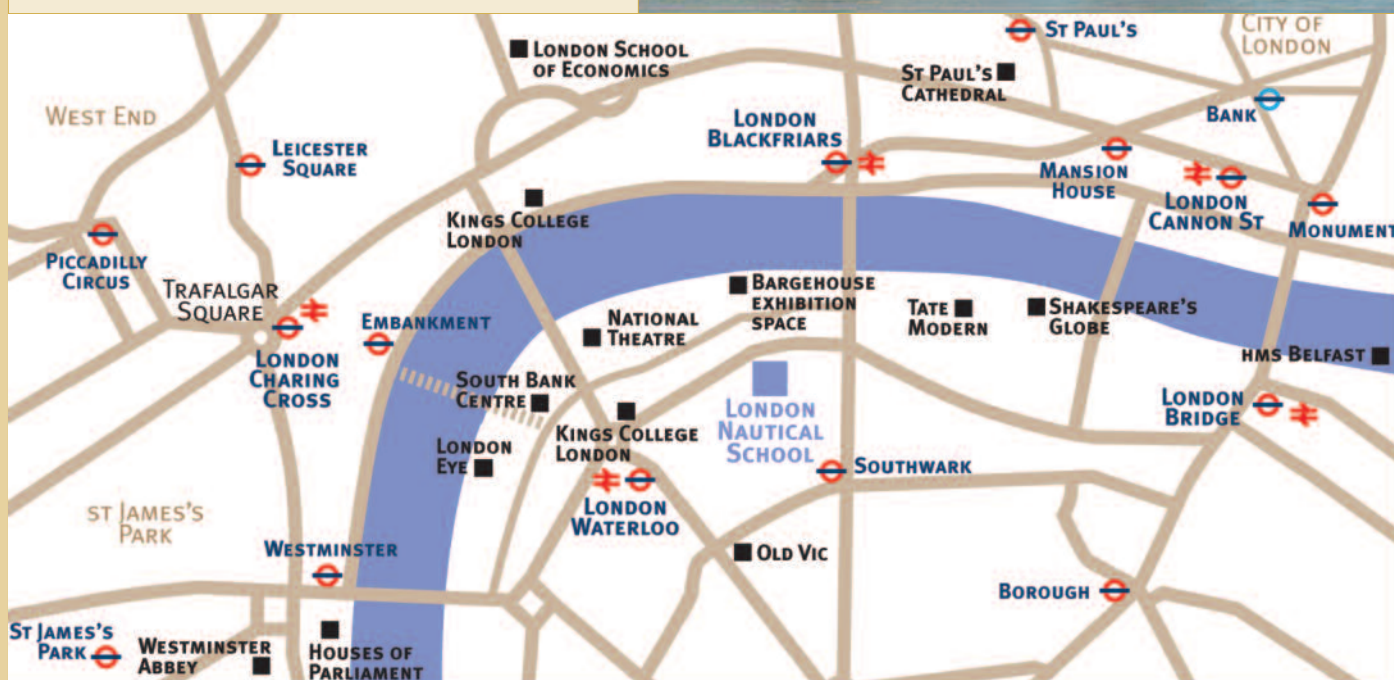 ST PAUL'S
CITY OF
LONDON
LONDON SCHOOL
OF ECONOMICS
ST PAUL'S
CATHEDRAL
WEST END
BANK
LONDON
BLACKFRIARS
LEICESTER
SQUARE
MANSION
HOUSE
LONDON
CANNON ST
MONUMENT
KINGS COLLEGE
LONDON
PICCADILLY
CIRCUS
TRAFALGAR
SQUARE
BARGEHOUSE
EXHIBITION
SPACE
TATE
MODERN
SHAKESPEARE'S
GLOBE
EMBANKMENT
NATIONAL
THEATRE
HMS BELFAST
LONDON
CHARING
CROSS
SOUTH BANK
CENTRE
LONDON
NAUTICAL
SCHOOL
LONDON
BRIDGE
KINGS COLLEGE
LONDON
LONDON
EYE
SOUTHWARK
LONDON
WATERLOO
ST JAMES'S
PARK
WESTMINSTER
OLD VIC
BOROUGH
ST JAMES'S
PARK
WESTMINSTER
ABBEY
HOUSES OF
PARLIAMENT